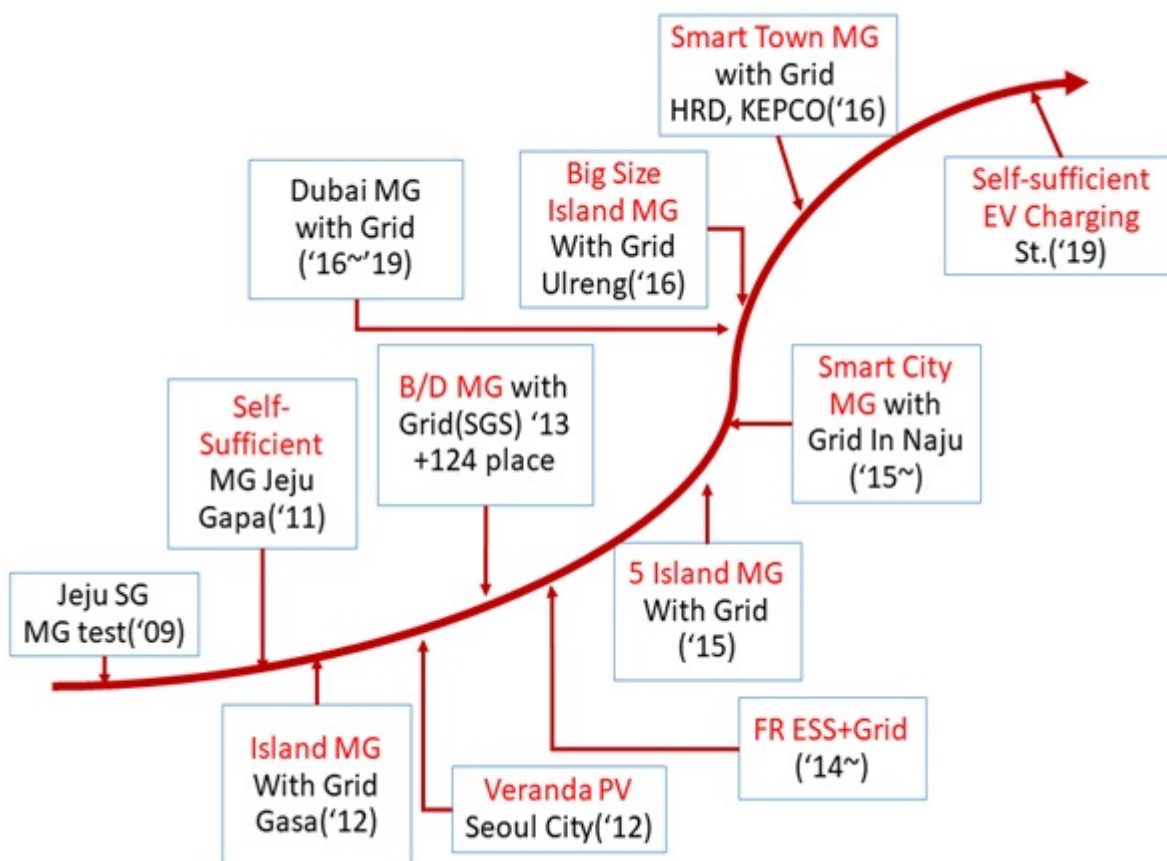 Smart Town MG
with Grid
HRD, KEPCO(‘16)
Big Size
Island MG
With Grid
Ulreng(‘16)
Self-sufficient
EV Charging
St.(‘19)
Dubai MG
with Grid
(‘16~’19)
B/D MG with
Grid(SGS) ‘13
+124 place
Smart City
MG with
Grid In Naju
(‘15~)
Self-
Sufficient
MG Jeju
Gapa(‘11)
5 Island MG
With Grid
(‘15)
Jeju SG
MG test(‘09)
Island MG
With Grid
Gasa(‘12)
Veranda PV
Seoul City(‘12)
FR ESS+Grid
(‘14~)